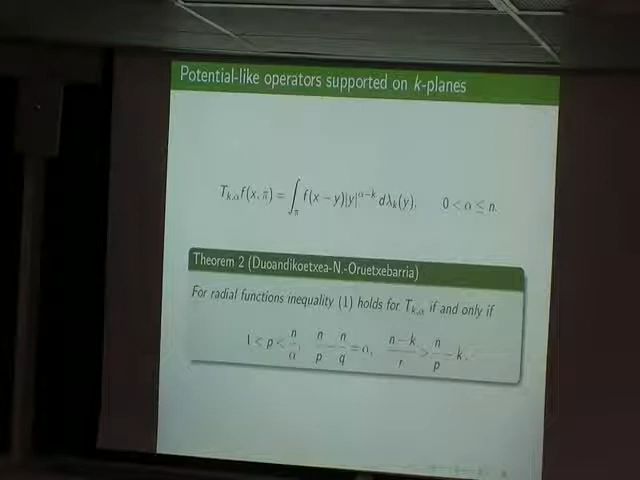 Potential-like operators supported on k-planes
T_{k,α}f(x, π) = ∫_π f(x − y)|y|^{α−k} dλ_k(y), 0 < α ≤ n.
Theorem 2 (Duoandikoetxea-N.-Oruetxebarria)
For radial functions inequality (1) holds for T_{k,α} if and only if
1 < p < n/α, n/p − n/q = α, (n−k)/r > n/p − k.